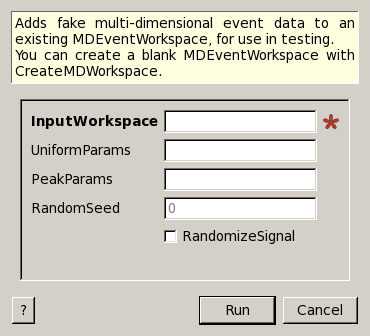 Adds fake multi-dimensional event data to an
existing MDEventWorkspace, for use in testing.
You can create a blank MDEventWorkspace with
CreateMDWorkspace.
InputWorkspace *
UniformParams
PeakParams
RandomSeed 0
RandomizeSignal
? Run Cancel